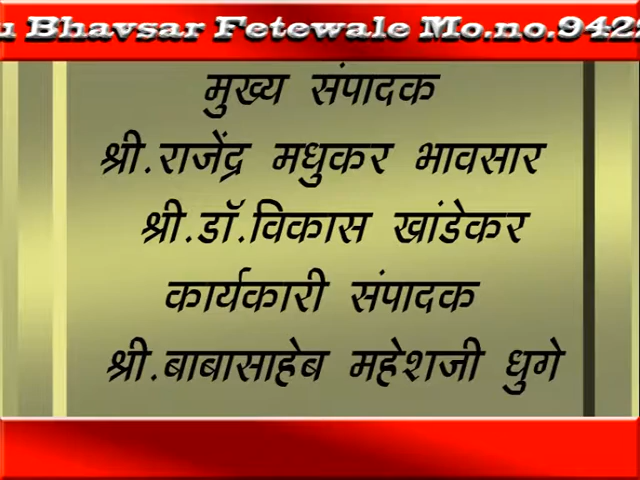 u Bhavsar Fetewale Mo.no.942
मुख्य संपादक
श्री.राजेंद्र मधुकर भावसार
श्री.डॉ.विकास खांडेकर
कार्यकारी संपादक
श्री.बाबासाहेब महेशजी धुगे